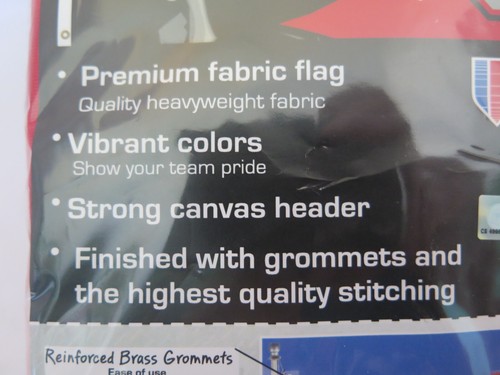 • Premium fabric flag
Quality heavyweight fabric
• Vibrant colors
Show your team pride
• Strong canvas header
• Finished with grommets and
the highest quality stitching
Reinforced Brass Grommets
Ease of use